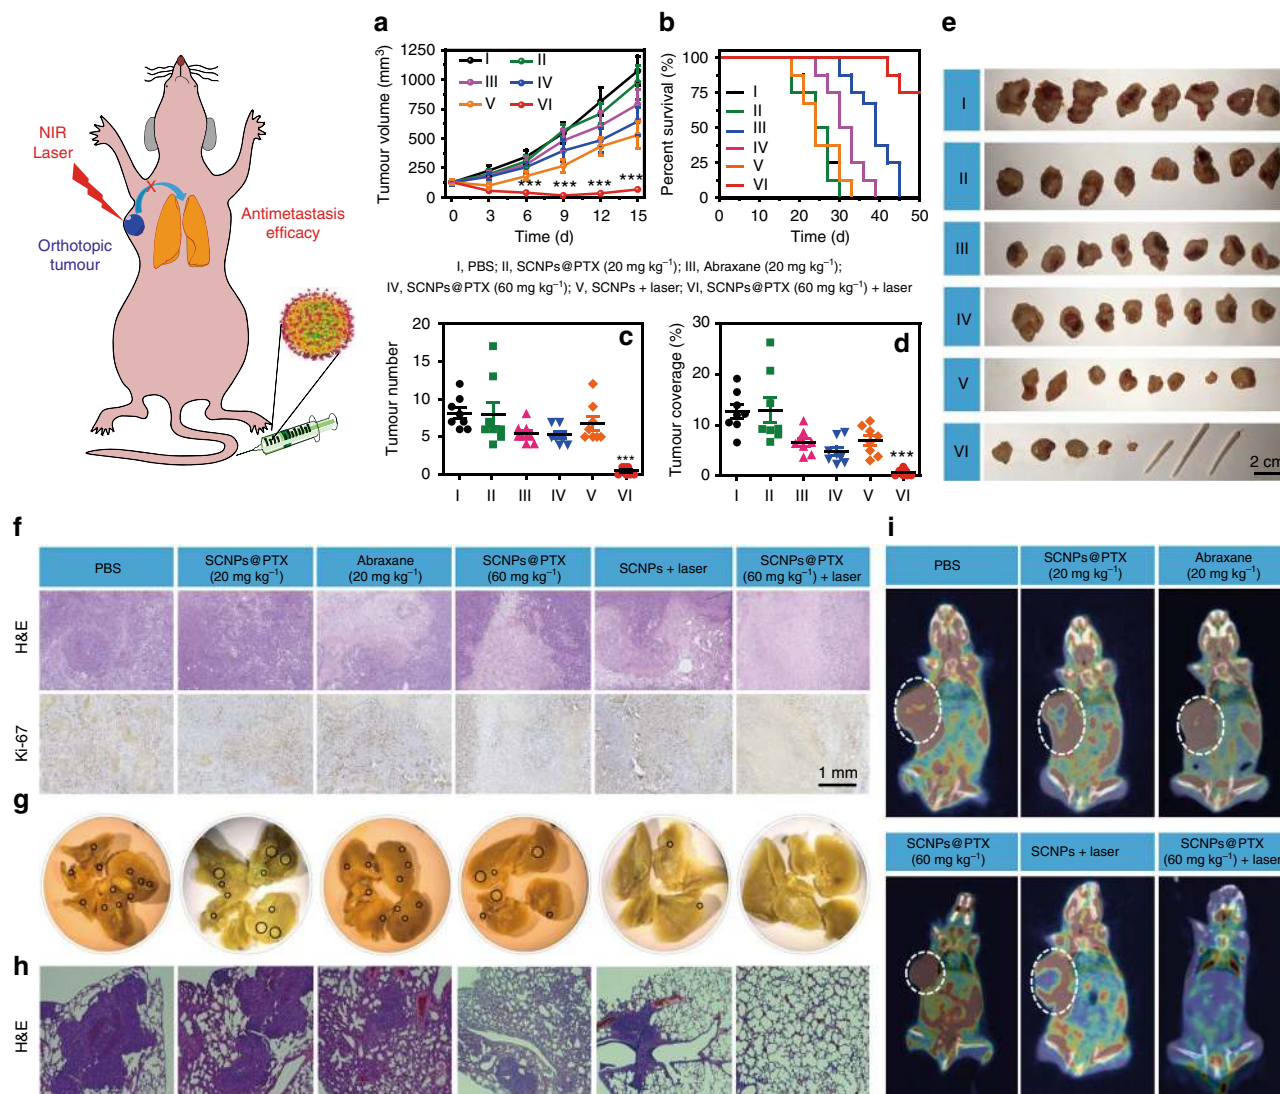 NIR
Laser
Orthotopic
tumour
Antimetastasis
efficacy
a
Tumour volume (mm³)
1250
1000
750
500
250
0
I
II
III
IV
V
VI
***
***
***
***
0
3
6
9
12
15
Time (d)
b
Percent survival (%)
100
75
50
25
0
I
II
III
IV
V
VI
0
10
20
30
40
50
Time (d)
I, PBS; II, SCNPs@PTX (20 mg kg⁻¹); III, Abraxane (20 mg kg⁻¹);
IV, SCNPs@PTX (60 mg kg⁻¹); V, SCNPs + laser; VI, SCNPs@PTX (60 mg kg⁻¹) + laser
c
Tumour number
20
15
10
5
0
***
I
II
III
IV
V
VI
d
Tumour coverage (%)
30
20
10
0
***
I
II
III
IV
V
VI
e
I
II
III
IV
V
VI
2 cm
f
PBS
SCNPs@PTX
(20 mg kg⁻¹)
Abraxane
(20 mg kg⁻¹)
SCNPs@PTX
(60 mg kg⁻¹)
SCNPs + laser
SCNPs@PTX
(60 mg kg⁻¹) + laser
H&E
Ki-67
1 mm
g
h
H&E
i
PBS
SCNPs@PTX
(20 mg kg⁻¹)
Abraxane
(20 mg kg⁻¹)
SCNPs@PTX
(60 mg kg⁻¹)
SCNPs + laser
SCNPs@PTX
(60 mg kg⁻¹) + laser